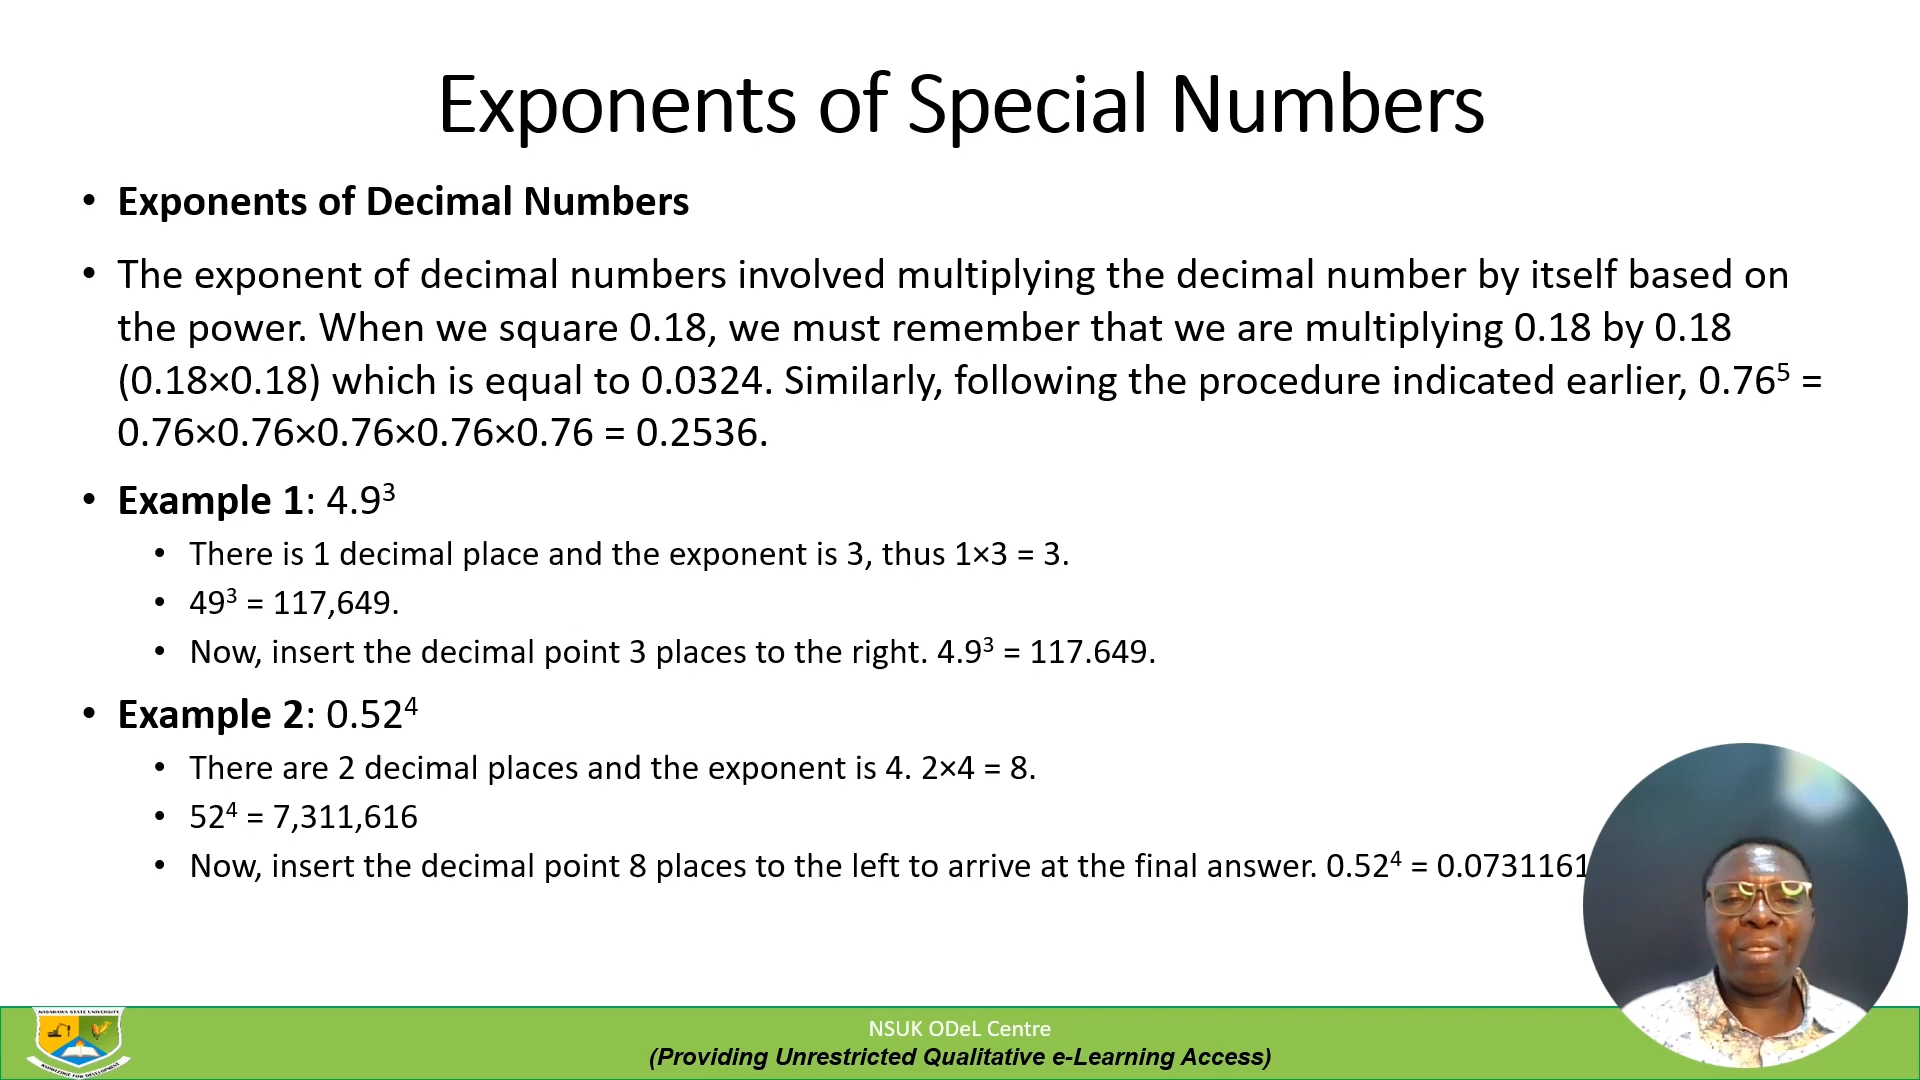 Exponents of Special Numbers
• Exponents of Decimal Numbers
• The exponent of decimal numbers involved multiplying the decimal number by itself based on
the power. When we square 0.18, we must remember that we are multiplying 0.18 by 0.18
(0.18×0.18) which is equal to 0.0324. Similarly, following the procedure indicated earlier, 0.76⁵ =
0.76×0.76×0.76×0.76×0.76 = 0.2536.
• Example 1: 4.9³
• There is 1 decimal place and the exponent is 3, thus 1×3 = 3.
• 49³ = 117,649.
• Now, insert the decimal point 3 places to the right. 4.9³ = 117.649.
• Example 2: 0.52⁴
• There are 2 decimal places and the exponent is 4. 2×4 = 8.
• 52⁴ = 7,311,616
• Now, insert the decimal point 8 places to the left to arrive at the final answer. 0.52⁴ = 0.0731161
NASARAWA STATE UNIVERSITY
KNOWLEDGE FOR DEVELOPMENT
NSUK ODeL Centre
(Providing Unrestricted Qualitative e-Learning Access)